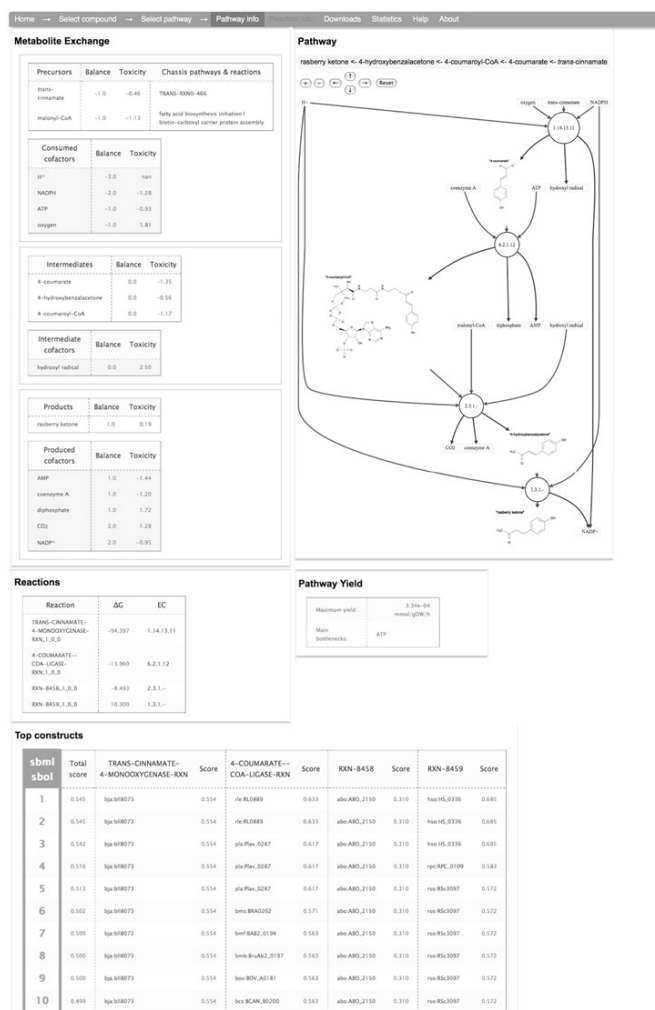 Home → Select compound → Select pathway → Pathway info Reaction info Downloads Statistics Help About
Metabolite Exchange
Precursors Balance Toxicity Chassis pathways & reactions
trans-cinnamate -1.0 -0.46 TRANS-RXN0-466
malonyl-CoA -1.0 -1.13 fatty acid biosynthesis initiation I
biotin-carboxyl carrier protein assembly
Consumed cofactors Balance Toxicity
H+ -3.0 nan
NADPH -2.0 -1.28
ATP -1.0 -0.93
oxygen -1.0 1.81
Intermediates Balance Toxicity
4-coumarate 0.0 -1.35
4-hydroxybenzalacetone 0.0 -0.56
4-coumaroyl-CoA 0.0 -1.17
Intermediate cofactors Balance Toxicity
hydroxyl radical 0.0 2.50
Products Balance Toxicity
rasberry ketone 1.0 0.19
Produced cofactors Balance Toxicity
AMP 1.0 -1.44
coenzyme A 1.0 -1.20
diphosphate 1.0 1.72
CO2 2.0 1.28
NADP+ 2.0 -0.95
Pathway
rasberry ketone <- 4-hydroxybenzalacetone <- 4-coumaroyl-CoA <- 4-coumarate <- trans-cinnamate
+ − ← ↑ ↓ → Reset
H+ oxygen trans-cinnamate NADPH
1.14.13.11
"4-coumarate"
coenzyme A ATP hydroxyl radical
6.2.1.12
"4-coumaroyl-CoA"
malonyl-CoA diphosphate AMP hydroxyl radical
2.3.1.-
"4-hydroxybenzalacetone"
CO2 coenzyme A
1.3.1.-
"rasberry ketone"
NADP+
Reactions
Reaction ΔG EC
TRANS-CINNAMATE-
4-MONOOXYGENASE-
RXN_1_0_0 -94.397 1.14.13.11
4-COUMARATE--
COA-LIGASE-
RXN_1_0_0 -13.960 6.2.1.12
RXN-8458_1_0_0 -8.493 2.3.1.-
RXN-8459_1_0_0 10.300 1.3.1.-
Pathway Yield
Maximum yield: 3.34e-04 mmol/gDW/h
Main bottlenecks: ATP
Top constructs
sbml sbol Total score TRANS-CINNAMATE-4-MONOOXYGENASE-RXN Score 4-COUMARATE--COA-LIGASE-RXN Score RXN-8458 Score RXN-8459 Score
1 0.545 bja:bll8073 0.554 rle:RL0889 0.633 abo:ABO_2150 0.310 hso:HS_0336 0.685
2 0.545 bja:bll8073 0.554 rle:RL0889 0.633 abo:ABO_2150 0.310 hso:HS_0336 0.685
3 0.542 bja:bll8073 0.554 pla:Plav_0287 0.617 abo:ABO_2150 0.310 hso:HS_0336 0.685
4 0.516 bja:bll8073 0.554 pla:Plav_0287 0.617 abo:ABO_2150 0.310 rpc:RPC_0109 0.583
5 0.513 bja:bll8073 0.554 pla:Plav_0287 0.617 abo:ABO_2150 0.310 rso:RSc3097 0.572
6 0.502 bja:bll8073 0.554 bms:BRA0202 0.571 abo:ABO_2150 0.310 rso:RSc3097 0.572
7 0.500 bja:bll8073 0.554 bmf:BAB2_0194 0.563 abo:ABO_2150 0.310 rso:RSc3097 0.572
8 0.500 bja:bll8073 0.554 bmb:BruAb2_0197 0.563 abo:ABO_2150 0.310 rso:RSc3097 0.572
9 0.500 bja:bll8073 0.554 bov:BOV_A0181 0.563 abo:ABO_2150 0.310 rso:RSc3097 0.572
10 0.499 bja:bll8073 0.554 bcs:BCAN_B0200 0.563 abo:ABO_2150 0.310 rso:RSc3097 0.572